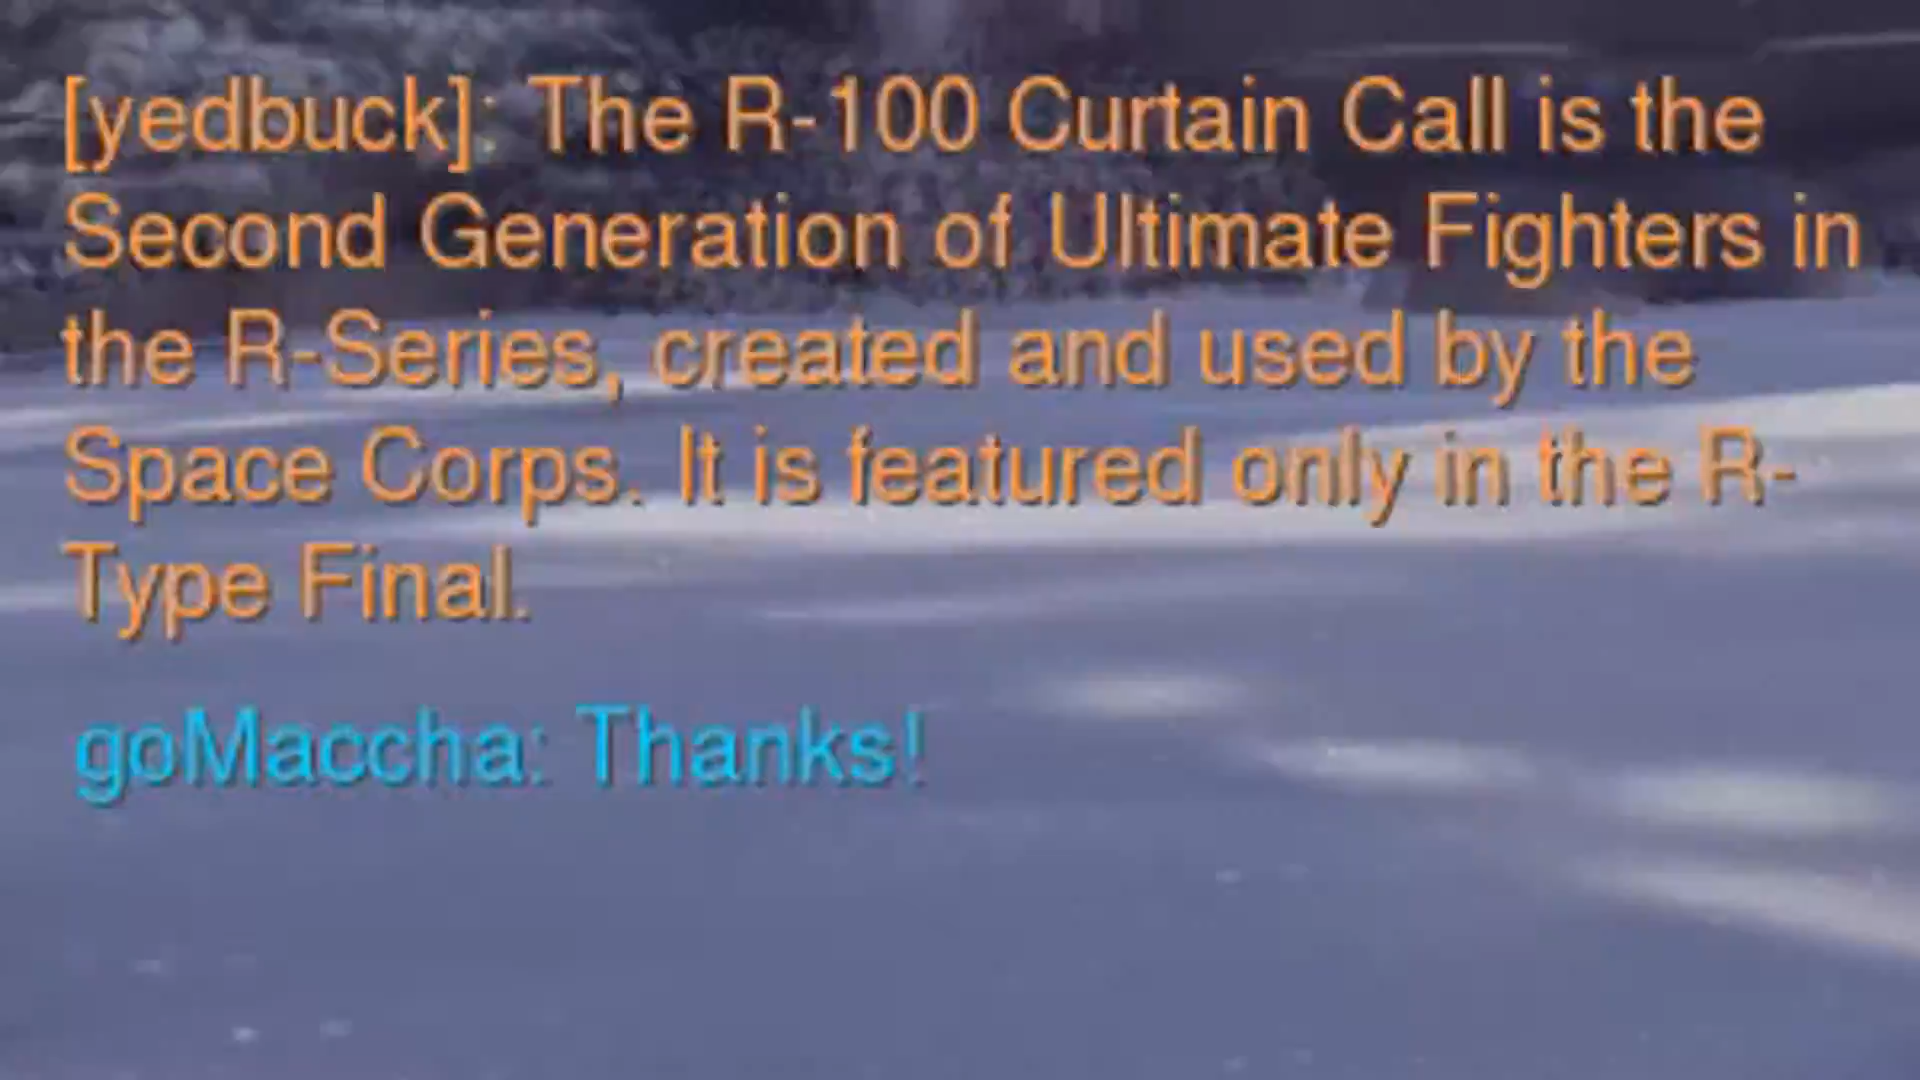 [yedbuck]: The R-100 Curtain Call is the
Second Generation of Ultimate Fighters in
the R-Series, created and used by the
Space Corps. It is featured only in the R-
Type Final.
goMaccha: Thanks!